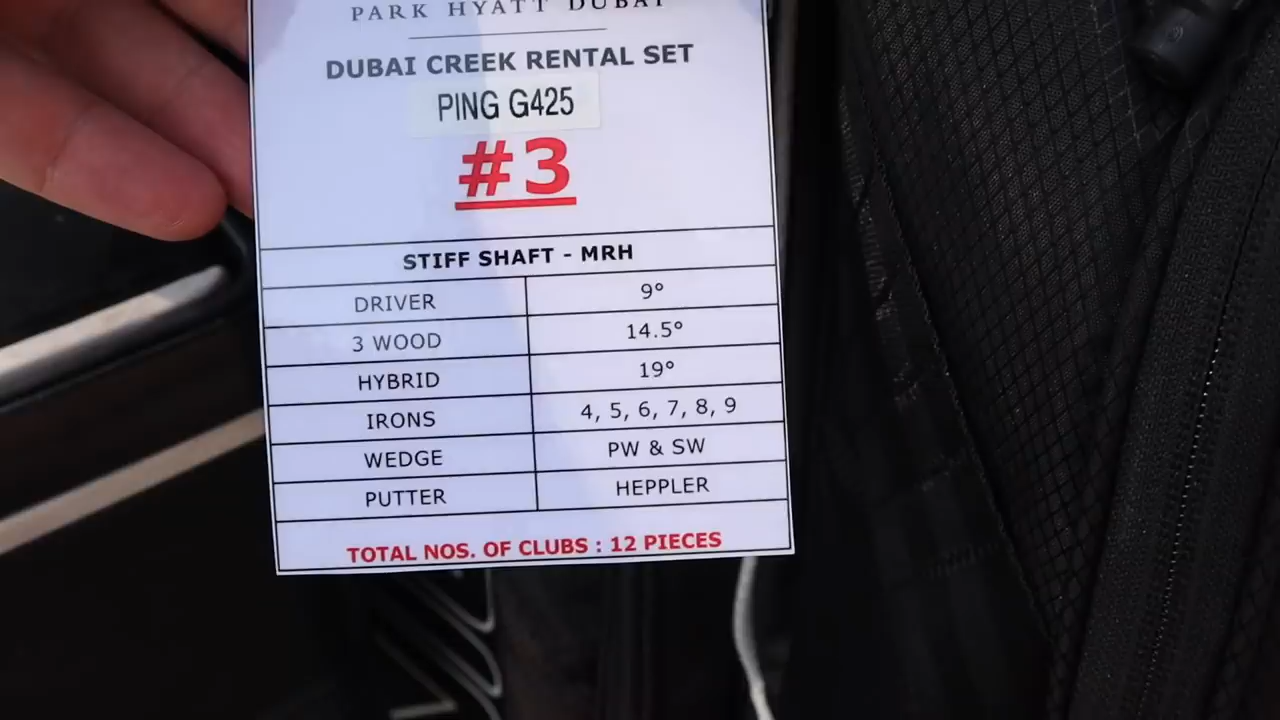 PARK HYATT DUBAI
DUBAI CREEK RENTAL SET
PING G425
#3
STIFF SHAFT - MRH
DRIVER 9°
3 WOOD 14.5°
HYBRID 19°
IRONS 4, 5, 6, 7, 8, 9
WEDGE PW & SW
PUTTER HEPPLER
TOTAL NOS. OF CLUBS : 12 PIECES